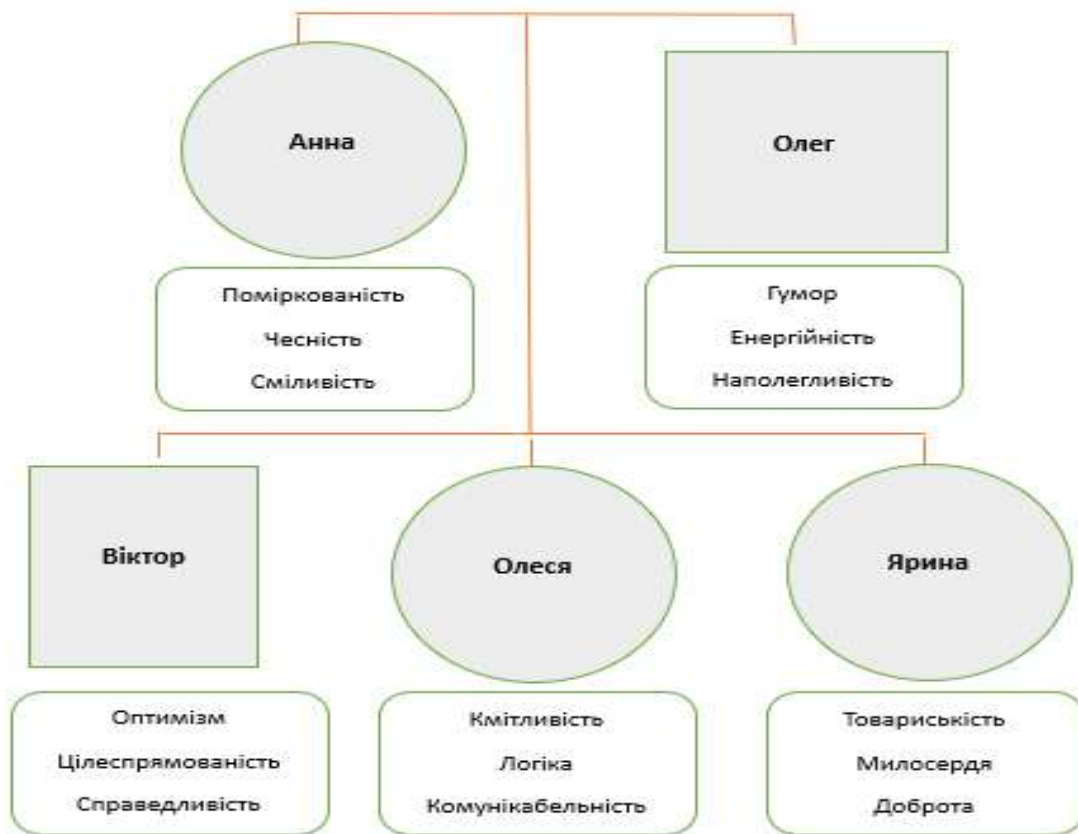 Анна
Олег
Поміркованість
Чесність
Сміливість
Гумор
Енергійність
Наполегливість
Віктор
Олеся
Ярина
Оптимізм
Цілеспрямованість
Справедливість
Кмітливість
Логіка
Комунікабельність
Товариськість
Милосердя
Доброта